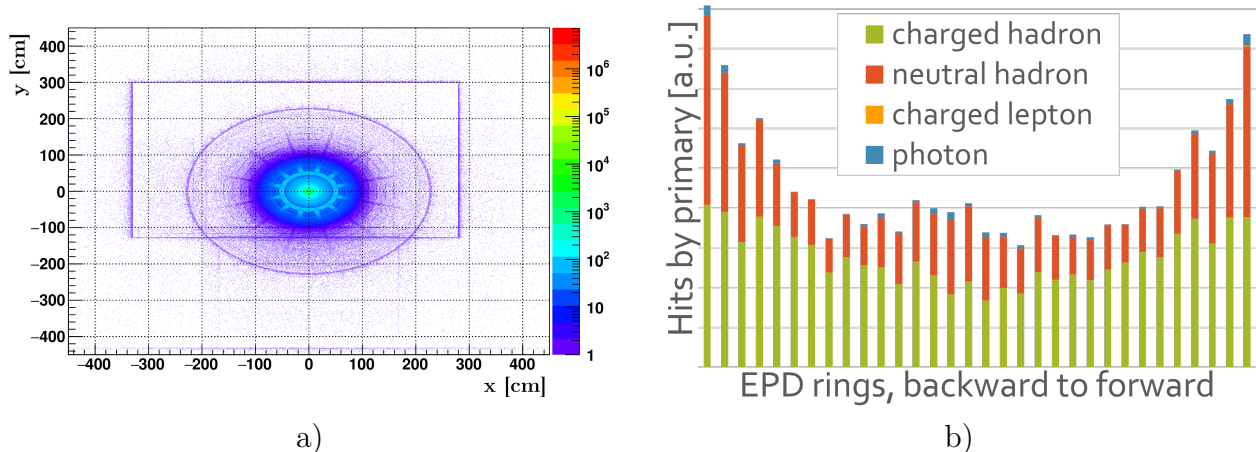 y [cm]
400
300
200
100
0
−100
−200
−300
−400
−400 −300 −200 −100 0 100 200 300 400
x [cm]
10^6
10^5
10^4
10^3
10^2
10
1
a)
Hits by primary [a.u.]
charged hadron
neutral hadron
charged lepton
photon
EPD rings, backward to forward
b)